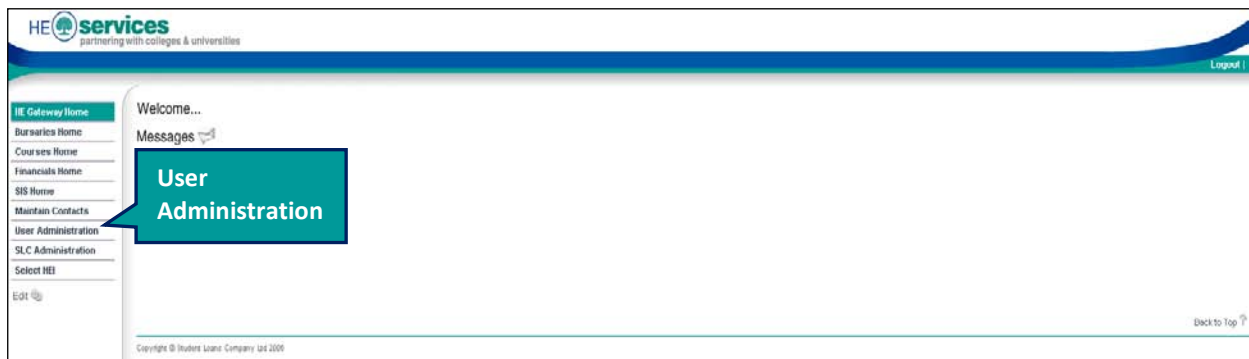 HE services
partnering with colleges & universities
Logout |
HE Gateway Home
Bursaries Home
Courses Home
Financials Home
SIS Home
Maintain Contacts
User Administration
SLC Administration
Select HEI
Edit
Welcome...
Messages
User
Administration
Back to Top
Copyright © Student Loans Company Ltd 2006